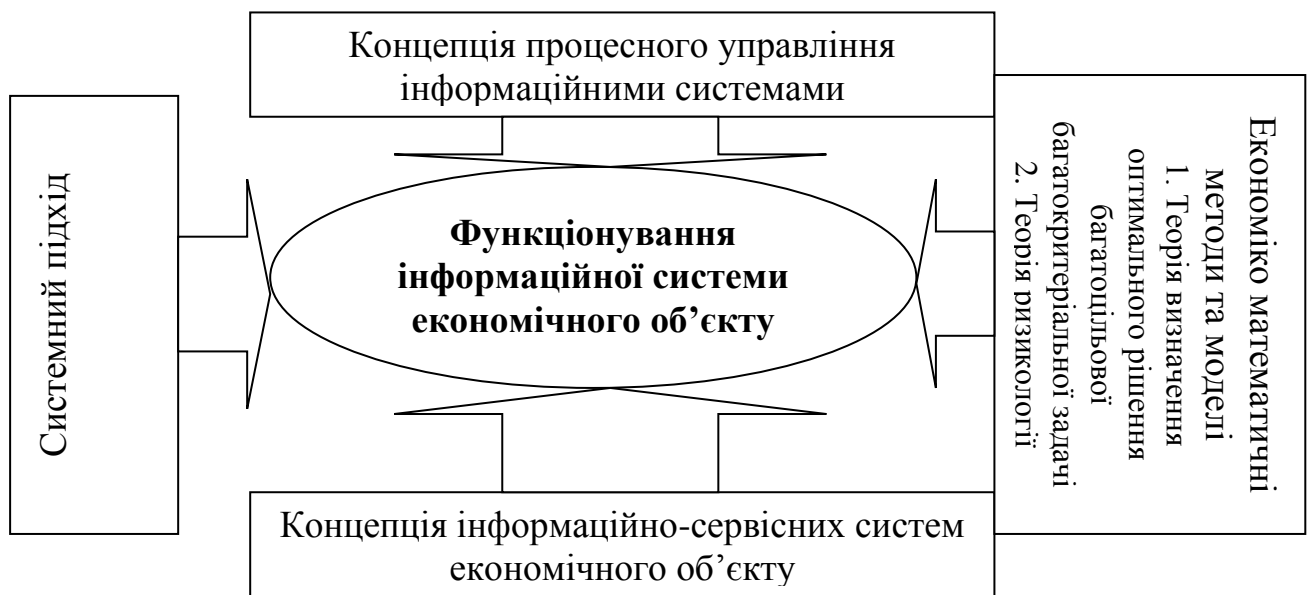 Концепція процесного управління
інформаційними системами
Системний підхід
Функціонування
інформаційної системи
економічного об’єкту
Економіко математичні
методи та моделі
1. Теорія визначення
оптимального рішення
багатоцільової
багатокритеріальної задачі
2. Теорія ризикології
Концепція інформаційно-сервісних систем
економічного об’єкту